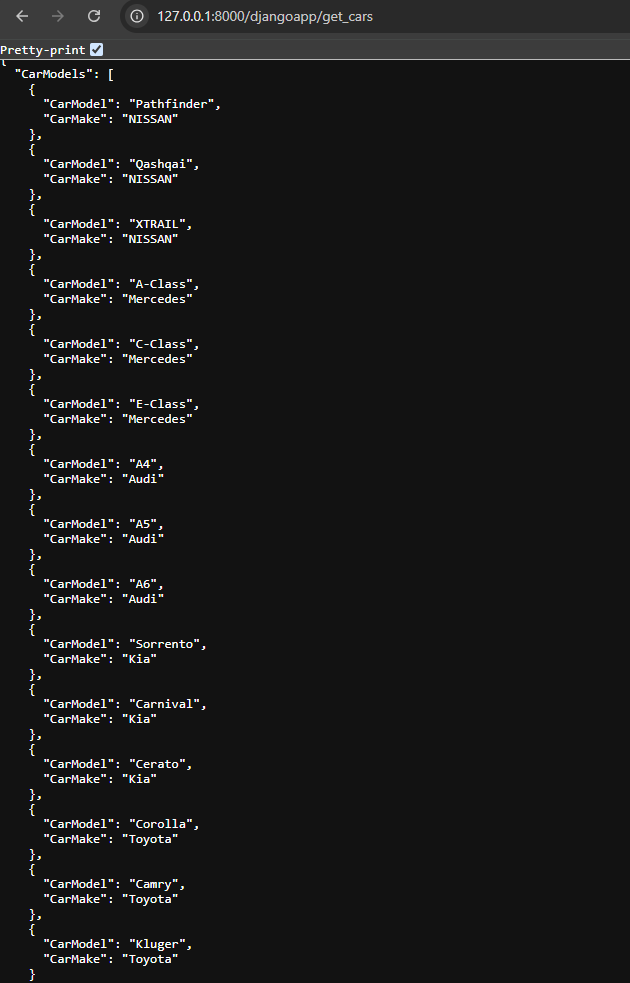 127.0.0.1:8000/djangoapp/get_cars
Pretty-print
{
  "CarModels": [
    {
      "CarModel": "Pathfinder",
      "CarMake": "NISSAN"
    },
    {
      "CarModel": "Qashqai",
      "CarMake": "NISSAN"
    },
    {
      "CarModel": "XTRAIL",
      "CarMake": "NISSAN"
    },
    {
      "CarModel": "A-Class",
      "CarMake": "Mercedes"
    },
    {
      "CarModel": "C-Class",
      "CarMake": "Mercedes"
    },
    {
      "CarModel": "E-Class",
      "CarMake": "Mercedes"
    },
    {
      "CarModel": "A4",
      "CarMake": "Audi"
    },
    {
      "CarModel": "A5",
      "CarMake": "Audi"
    },
    {
      "CarModel": "A6",
      "CarMake": "Audi"
    },
    {
      "CarModel": "Sorrento",
      "CarMake": "Kia"
    },
    {
      "CarModel": "Carnival",
      "CarMake": "Kia"
    },
    {
      "CarModel": "Cerato",
      "CarMake": "Kia"
    },
    {
      "CarModel": "Corolla",
      "CarMake": "Toyota"
    },
    {
      "CarModel": "Camry",
      "CarMake": "Toyota"
    },
    {
      "CarModel": "Kluger",
      "CarMake": "Toyota"
    }